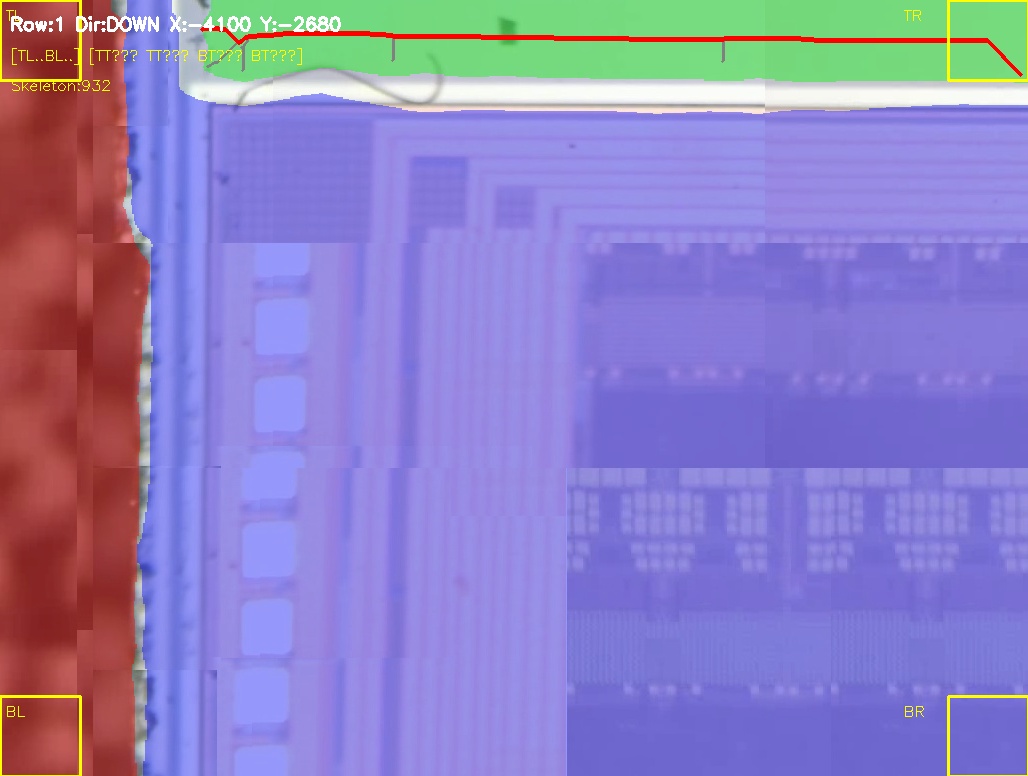 TL
Row:1 Dir:DOWN X:-4100 Y:-2680
TR
[TL..BL..] [TT??? TT??? BT??? BT???]
Skeleton:932
BL
BR